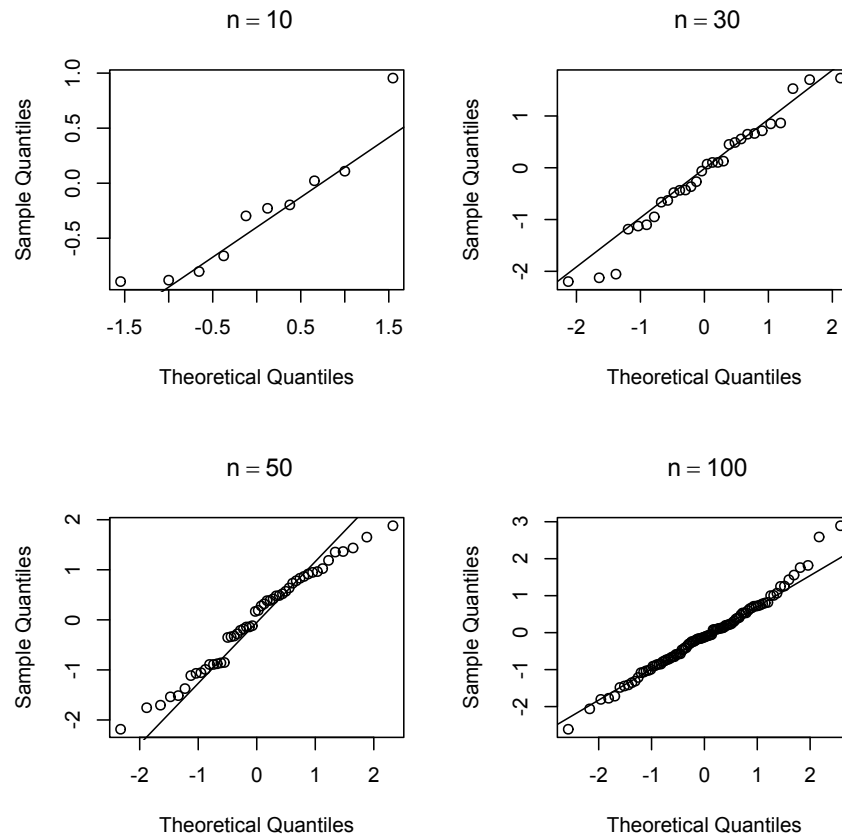 n = 10
Sample Quantiles
1.0
0.5
0.0
-0.5
-1.5 -0.5 0.5 1.5
Theoretical Quantiles
n = 30
Sample Quantiles
1
0
-1
-2
-2 -1 0 1 2
Theoretical Quantiles
n = 50
Sample Quantiles
2
1
0
-1
-2
-2 -1 0 1 2
Theoretical Quantiles
n = 100
Sample Quantiles
3
2
1
0
-1
-2
-2 -1 0 1 2
Theoretical Quantiles